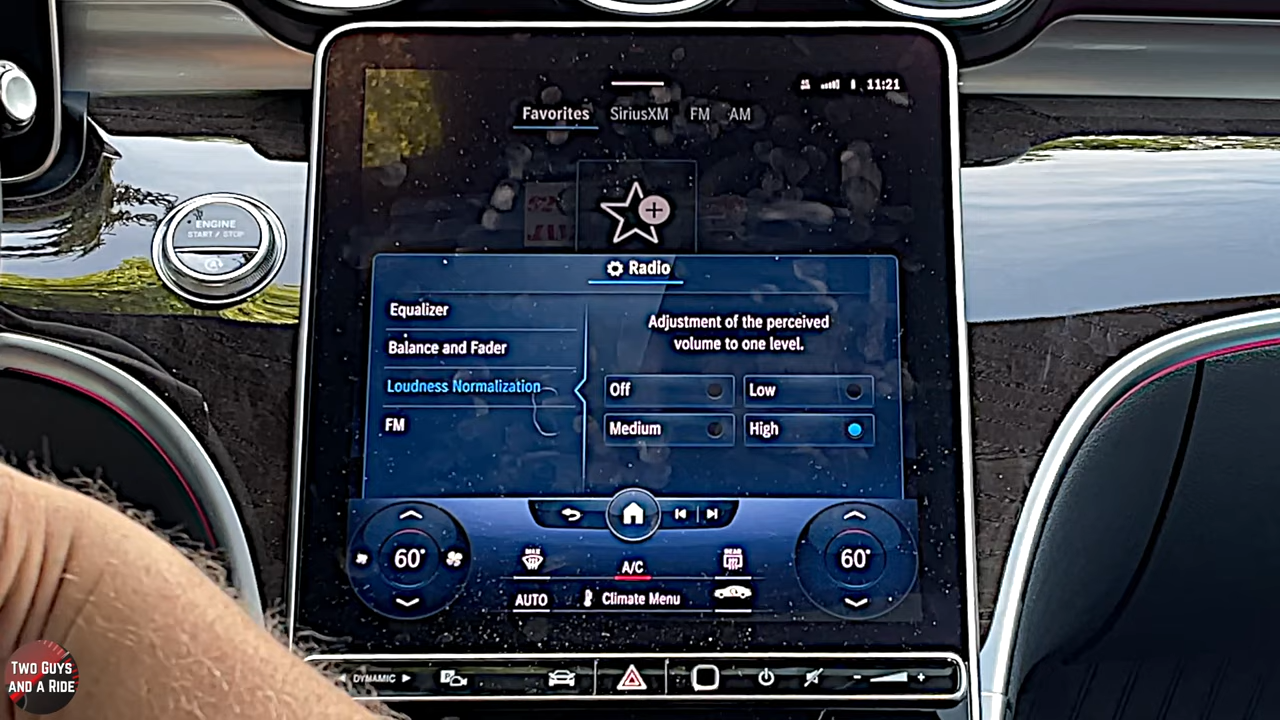 11:21
Favorites SiriusXM FM AM
ENGINE
START / STOP
Radio
Equalizer
Balance and Fader
Loudness Normalization
FM
Adjustment of the perceived
volume to one level.
Off Low
Medium High
60° 60°
MAX REAR
A/C
AUTO Climate Menu
DYNAMIC
- +
TWO GUYS
AND A RIDE